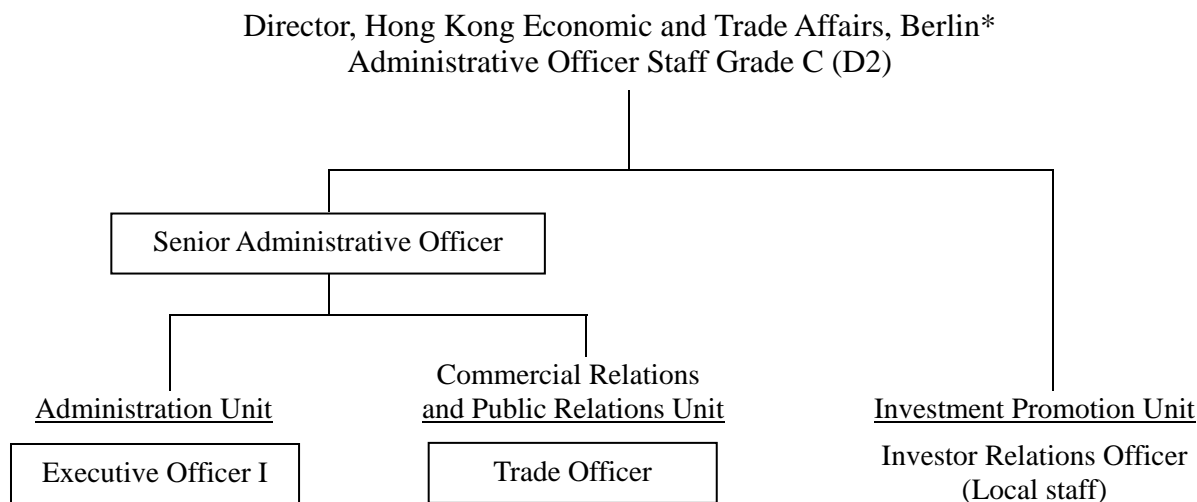 Director, Hong Kong Economic and Trade Affairs, Berlin*
Administrative Officer Staff Grade C (D2)
Senior Administrative Officer
Administration Unit
Executive Officer I
Commercial Relations
and Public Relations Unit
Trade Officer
Investment Promotion Unit
Investor Relations Officer
(Local staff)